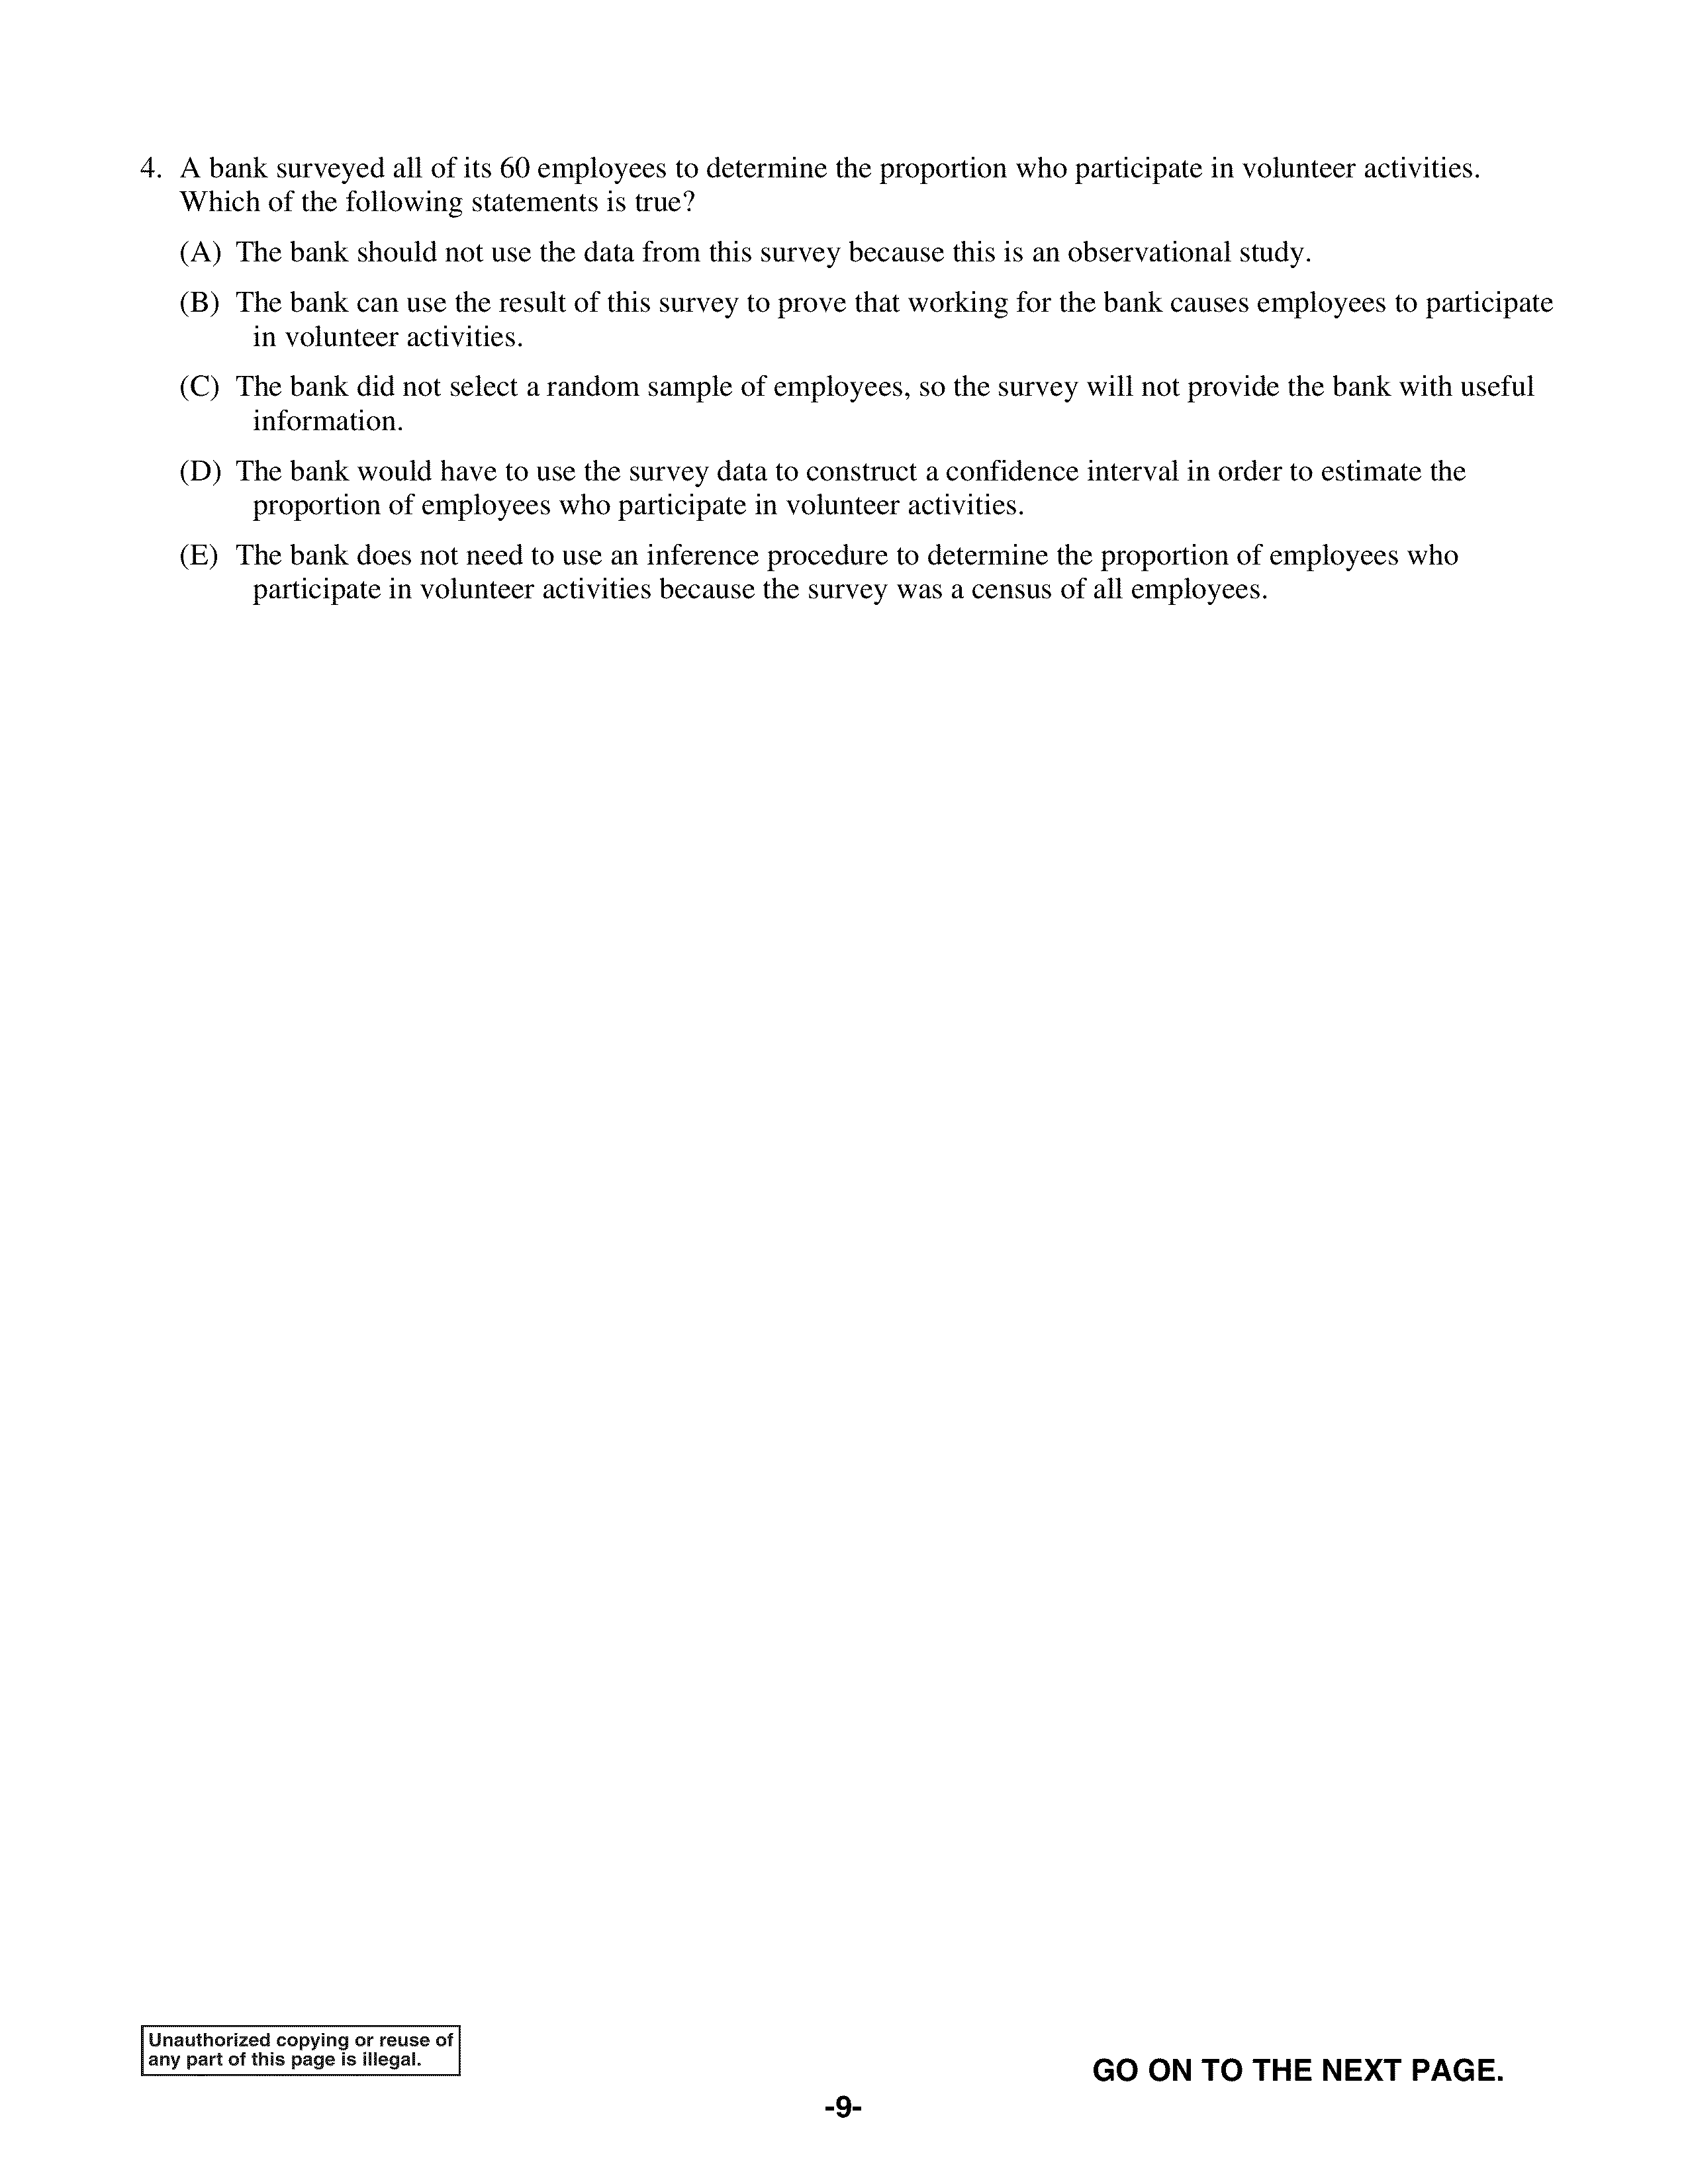 4. A bank surveyed all of its 60 employees to determine the proportion who participate in volunteer activities.
Which of the following statements is true?
(A) The bank should not use the data from this survey because this is an observational study.
(B) The bank can use the result of this survey to prove that working for the bank causes employees to participate
in volunteer activities.
(C) The bank did not select a random sample of employees, so the survey will not provide the bank with useful
information.
(D) The bank would have to use the survey data to construct a confidence interval in order to estimate the
proportion of employees who participate in volunteer activities.
(E) The bank does not need to use an inference procedure to determine the proportion of employees who
participate in volunteer activities because the survey was a census of all employees.
Unauthorized copying or reuse of
any part of this page is illegal.
GO ON TO THE NEXT PAGE.
-9-